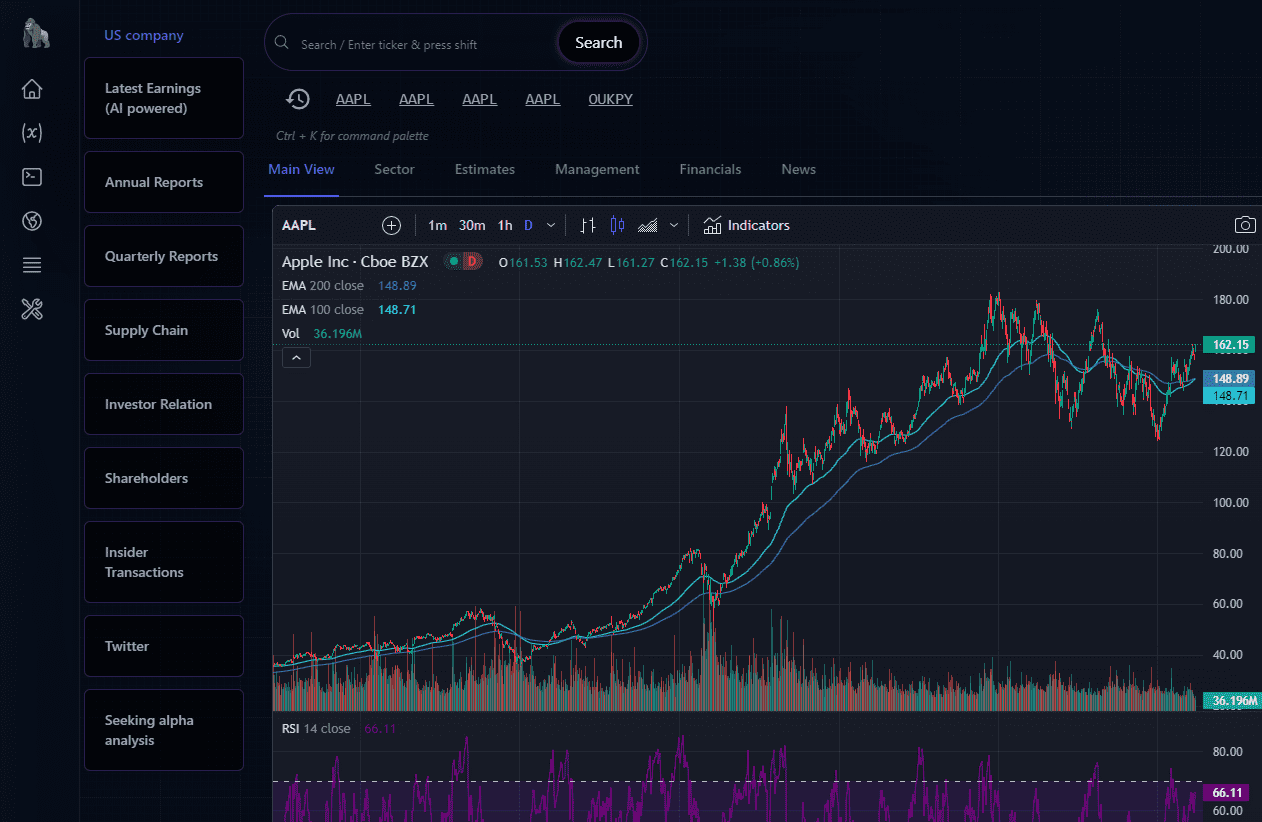 US company
Latest Earnings
(AI powered)
Annual Reports
Quarterly Reports
Supply Chain
Investor Relation
Shareholders
Insider
Transactions
Twitter
Seeking alpha
analysis
Search / Enter ticker & press shift
Search
AAPL AAPL AAPL AAPL OUKPY
Ctrl + K for command palette
Main View Sector Estimates Management Financials News
AAPL 1m 30m 1h D Indicators
Apple Inc · Cboe BZX D O161.53 H162.47 L161.27 C162.15 +1.38 (+0.86%)
EMA 200 close 148.89
EMA 100 close 148.71
Vol 36.196M
200.00
180.00
162.15
148.89
148.71
120.00
100.00
80.00
60.00
40.00
36.196M
RSI 14 close 66.11
80.00
66.11
60.00